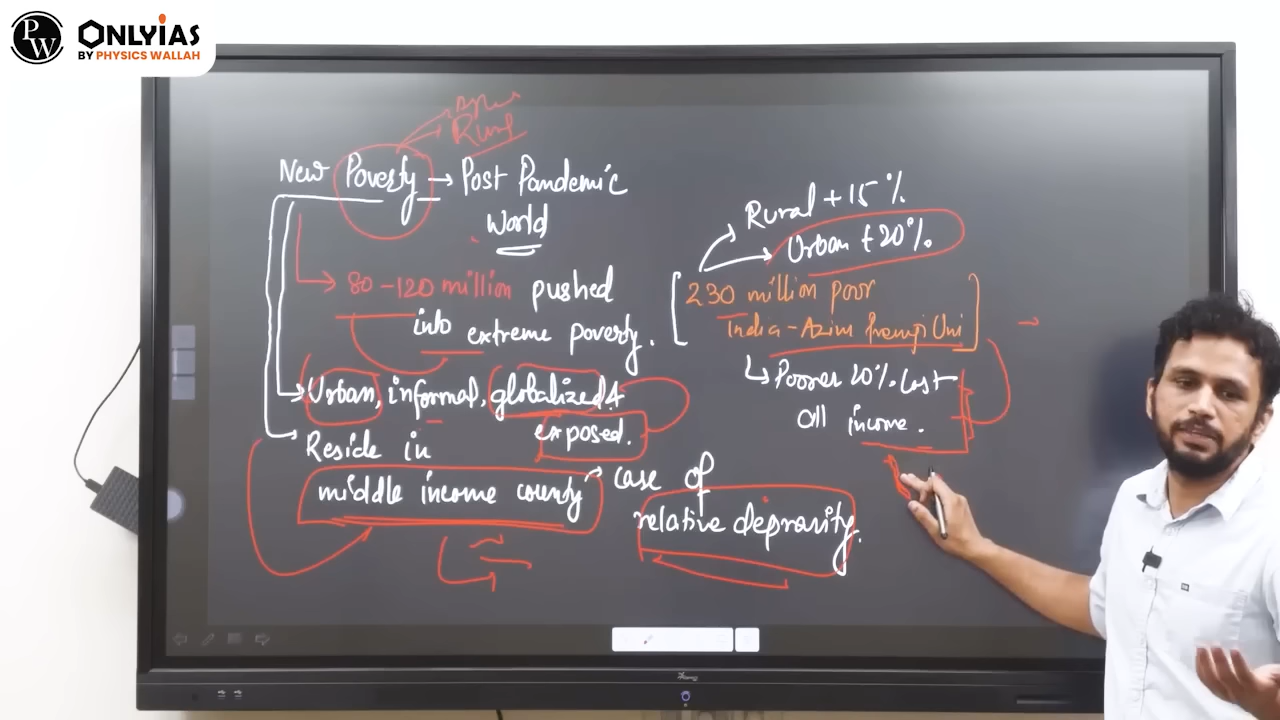 PW
ONLYIAS
BY PHYSICS WALLAH
Rural
New Poverty → Post Pandemic
World
→ 80-120 million pushed
into extreme poverty.
→ Urban, informal, globalized &
exposed.
→ Reside in
middle income county → case of
relative depravity.
→ Rural + 15%
→ Urban + 20%.
[230 million poor
India - Azim Premji Uni]
↳ Poorer 20% Lost
all income.